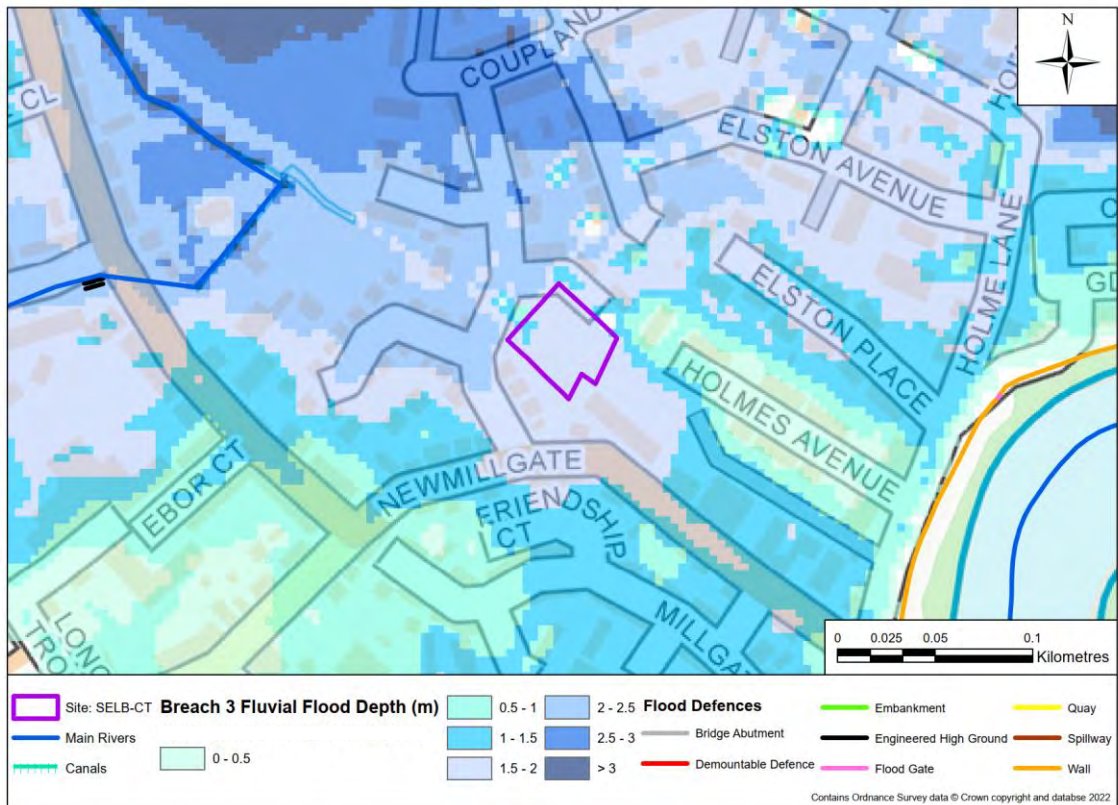 N
CL
COUPLAND
ELSTON AVENUE
HOLME LANE
ELSTON PLACE
HOLMES AVENUE
NEWMILLGATE
EBOR CT
FRIENDSHIP
CT
MILLGAT
LONG
TRO
0 0.025 0.05 0.1
Kilometres
Site: SELB-CT
Main Rivers
Canals
Breach 3 Fluvial Flood Depth (m)
0 - 0.5
0.5 - 1
1 - 1.5
1.5 - 2
2 - 2.5
2.5 - 3
> 3
Flood Defences
Bridge Abutment
Demountable Defence
Embankment
Engineered High Ground
Flood Gate
Quay
Spillway
Wall
Contains Ordnance Survey data © Crown copyright and databse 2022